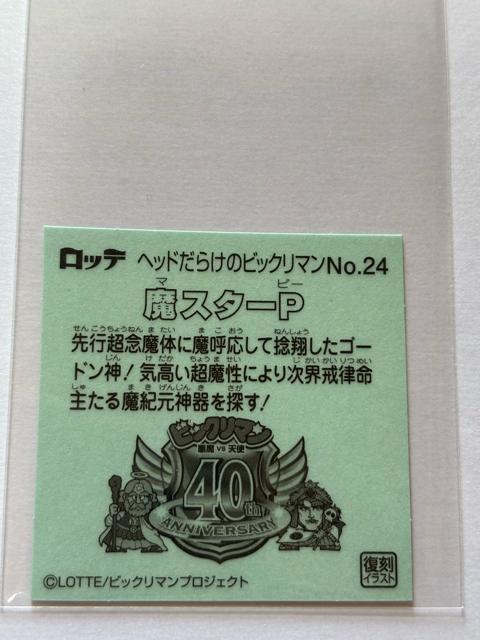 ロッテ ヘッドだらけのビックリマンNo.24
マ ピー
魔スターP
せんこうちょうねん ま たい ま こ おう ねんしょう
先行超念魔体に魔呼応して捻翔したゴー
じん け だか ちょうま せい じ かいかいりつめい
ドン神!気高い超魔性により次界戒律命
しゅ ま きげんじん き さが
主たる魔紀元神器を探す!
ビックリマン
悪魔 VS 天使
40th
ANNIVERSARY
©LOTTE/ビックリマンプロジェクト
復刻
イラスト